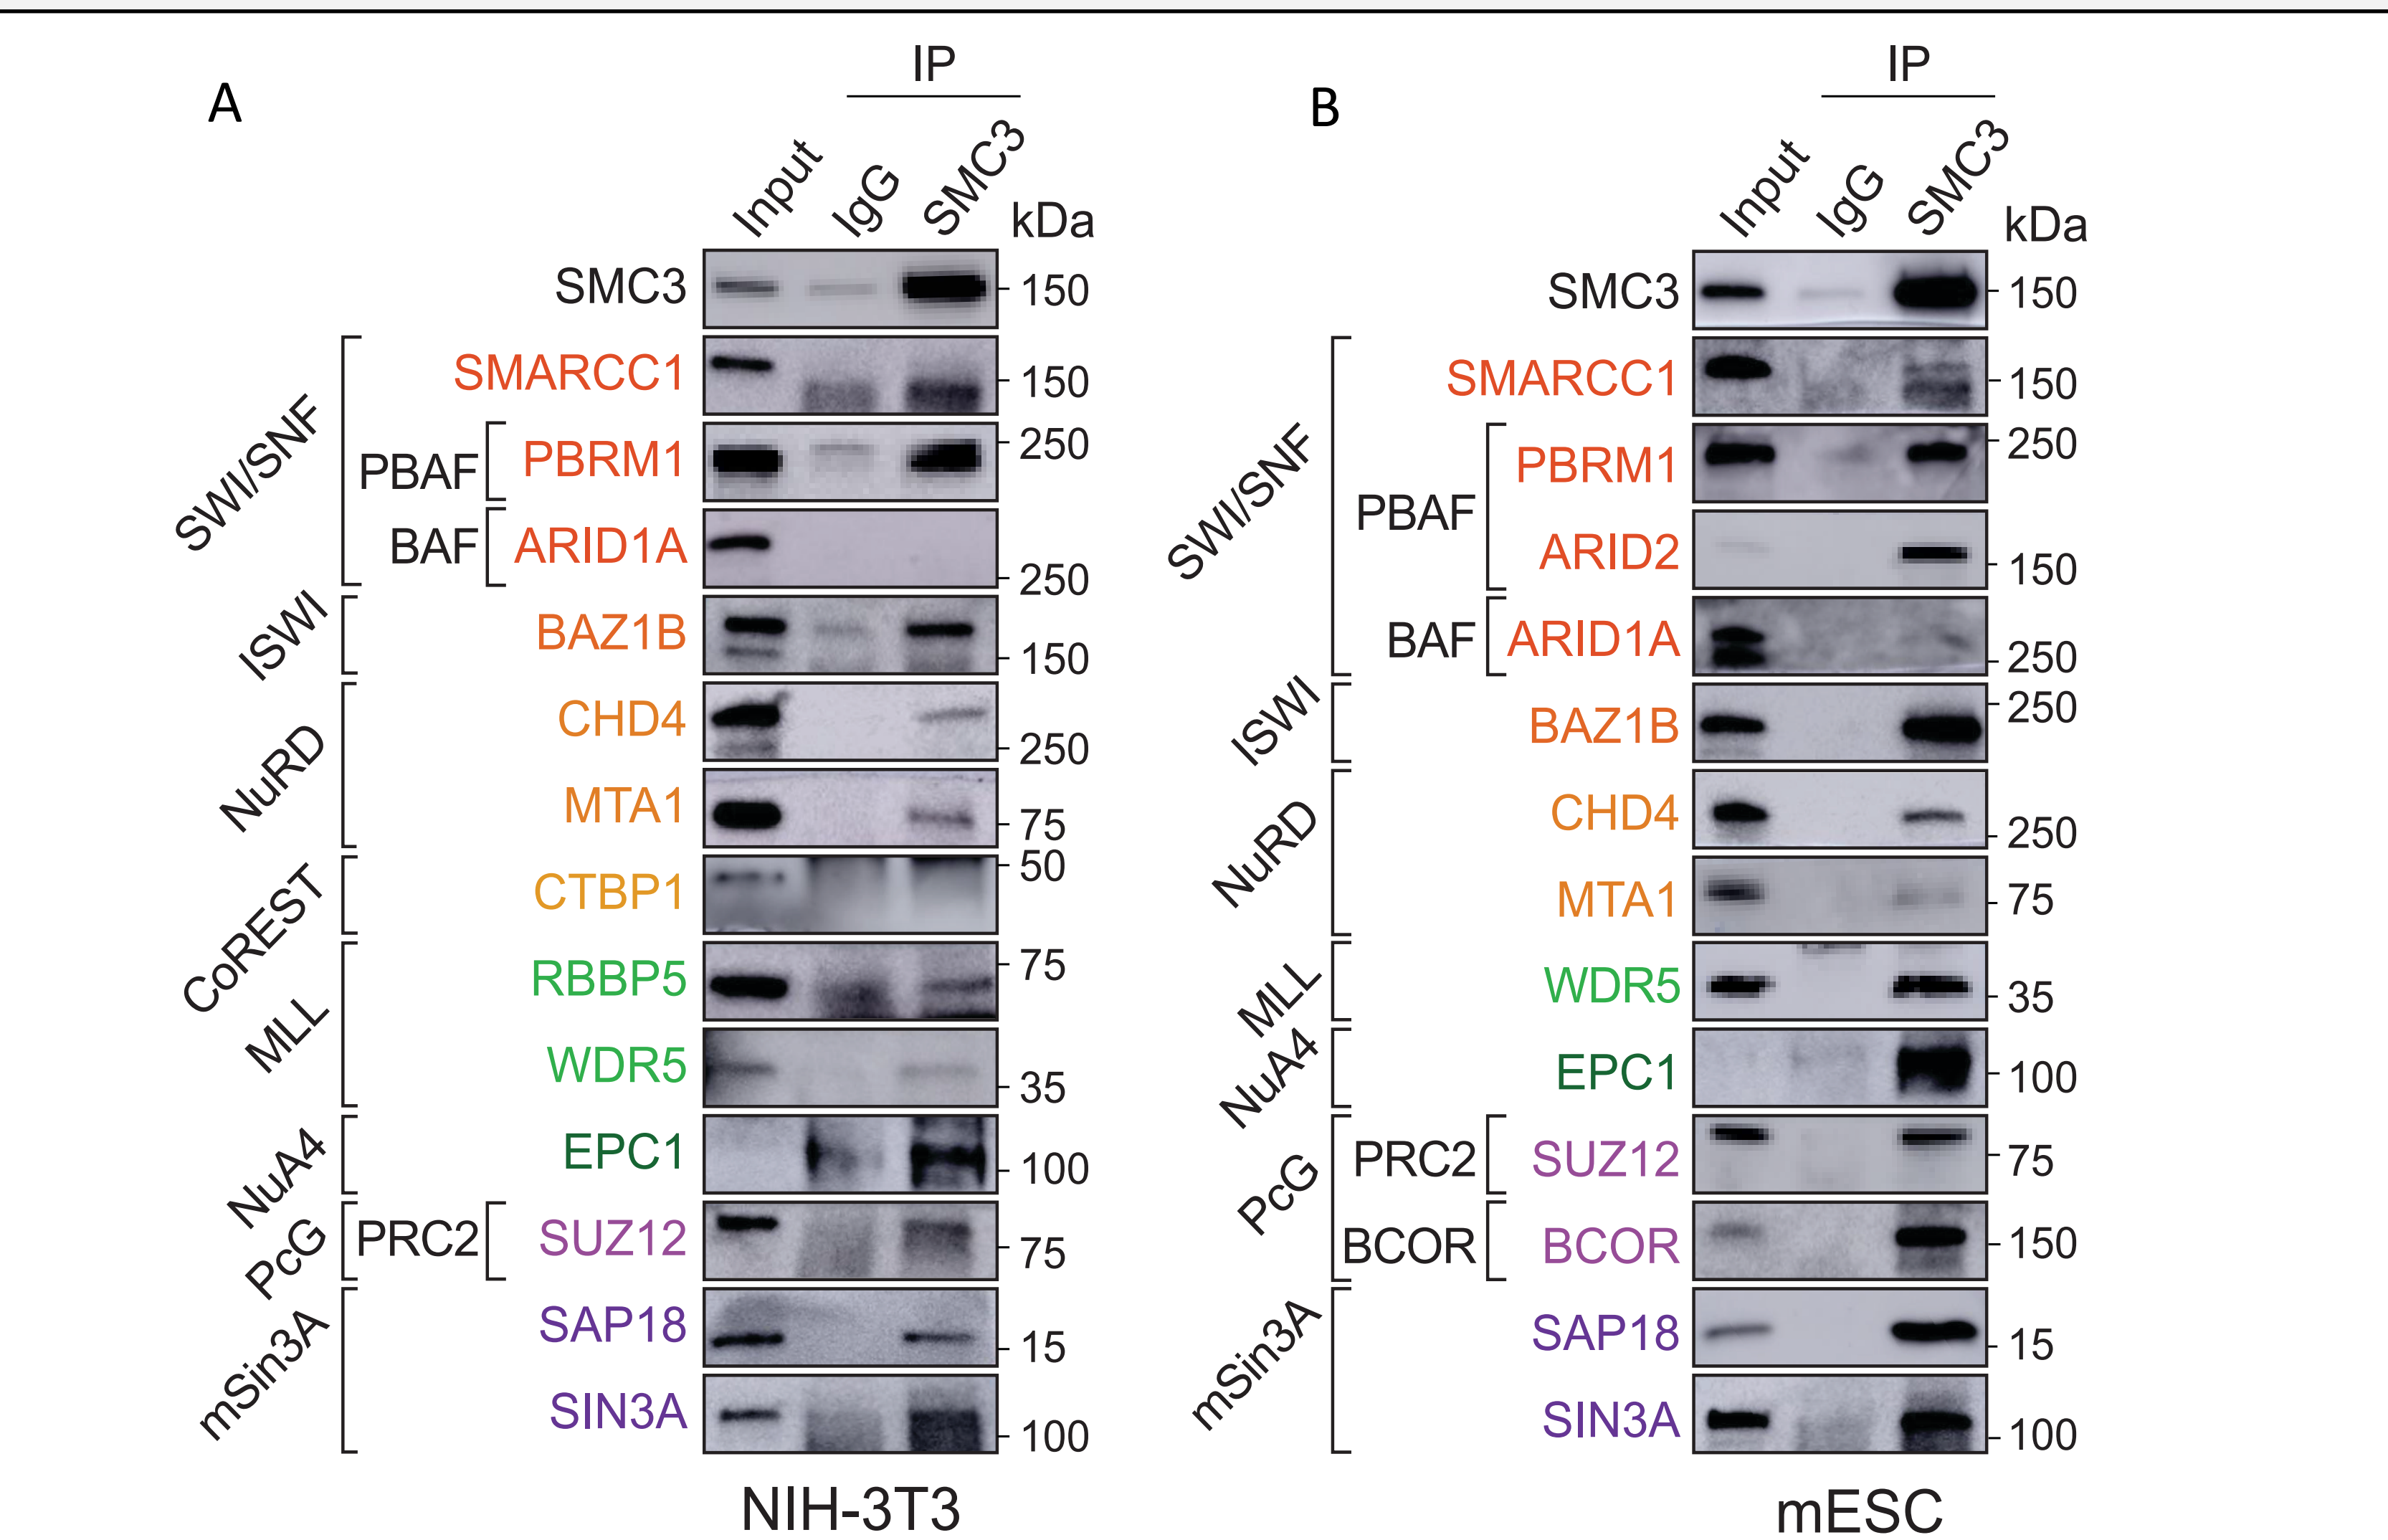 A
IP
Input
IgG
SMC3
kDa
SMC3
150
SWI/SNF
SMARCC1
150
PBAF
PBRM1
250
BAF
ARID1A
250
ISWI
BAZ1B
150
NuRD
CHD4
250
MTA1
75
CoREST
CTBP1
50
MLL
RBBP5
75
WDR5
35
NuA4
EPC1
100
PcG
PRC2
SUZ12
75
mSin3A
SAP18
15
SIN3A
100
NIH-3T3
B
IP
Input
IgG
SMC3
kDa
SMC3
150
SWI/SNF
SMARCC1
150
PBAF
PBRM1
250
ARID2
150
BAF
ARID1A
250
ISWI
BAZ1B
250
NuRD
CHD4
250
MTA1
75
MLL
WDR5
35
NuA4
EPC1
100
PcG
PRC2
SUZ12
75
BCOR
BCOR
150
mSin3A
SAP18
15
SIN3A
100
mESC